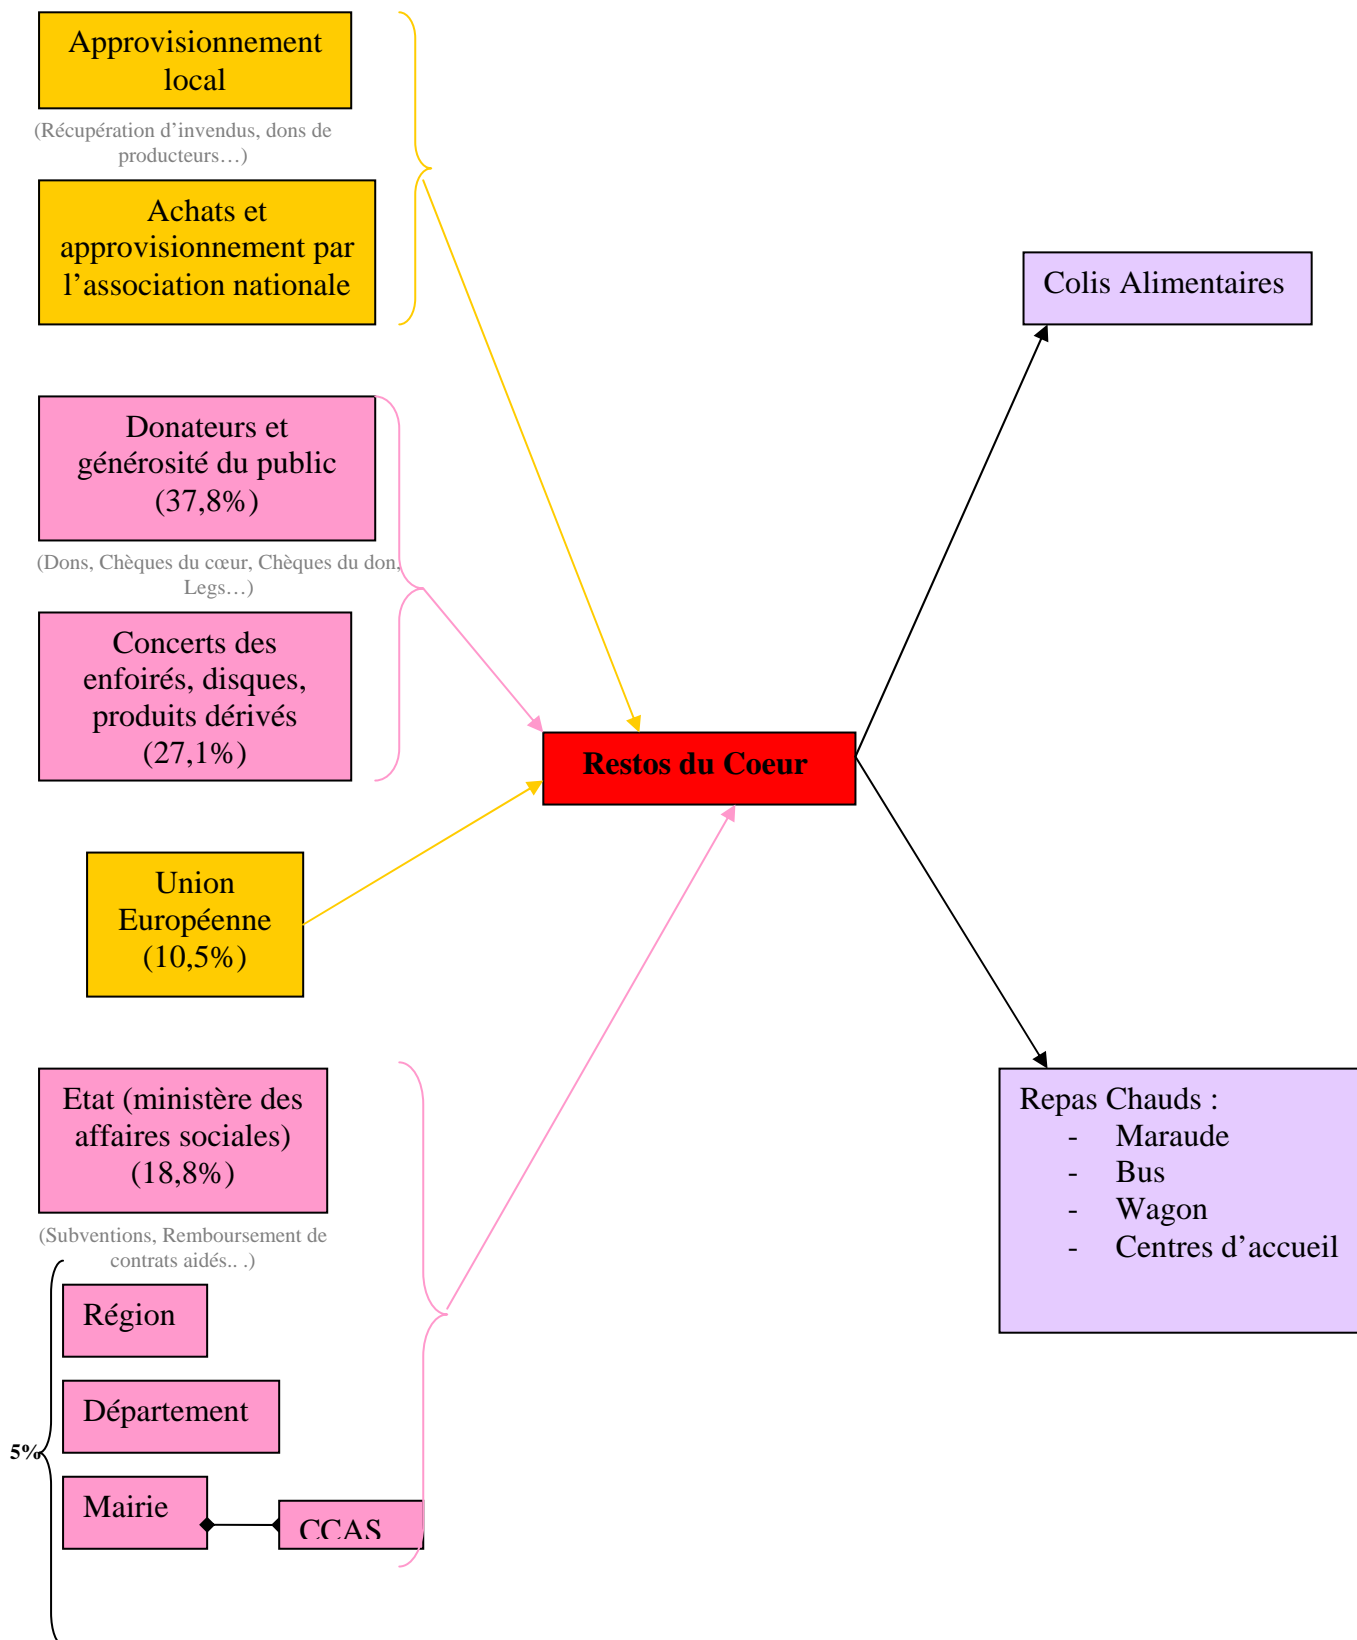 Approvisionnement
local
(Récupération d’invendus, dons de
producteurs…)
Achats et
approvisionnement par
l’association nationale
Colis Alimentaires
Donateurs et
générosité du public
(37,8%)
(Dons, Chèques du cœur, Chèques du don,
Legs…)
Concerts des
enfoirés, disques,
produits dérivés
(27,1%)
Restos du Coeur
Union
Européenne
(10,5%)
Etat (ministère des
affaires sociales)
(18,8%)
(Subventions, Remboursement de
contrats aidés.. .)
Région
Département
5%
Mairie
CCAS
Repas Chauds :
- Maraude
- Bus
- Wagon
- Centres d’accueil